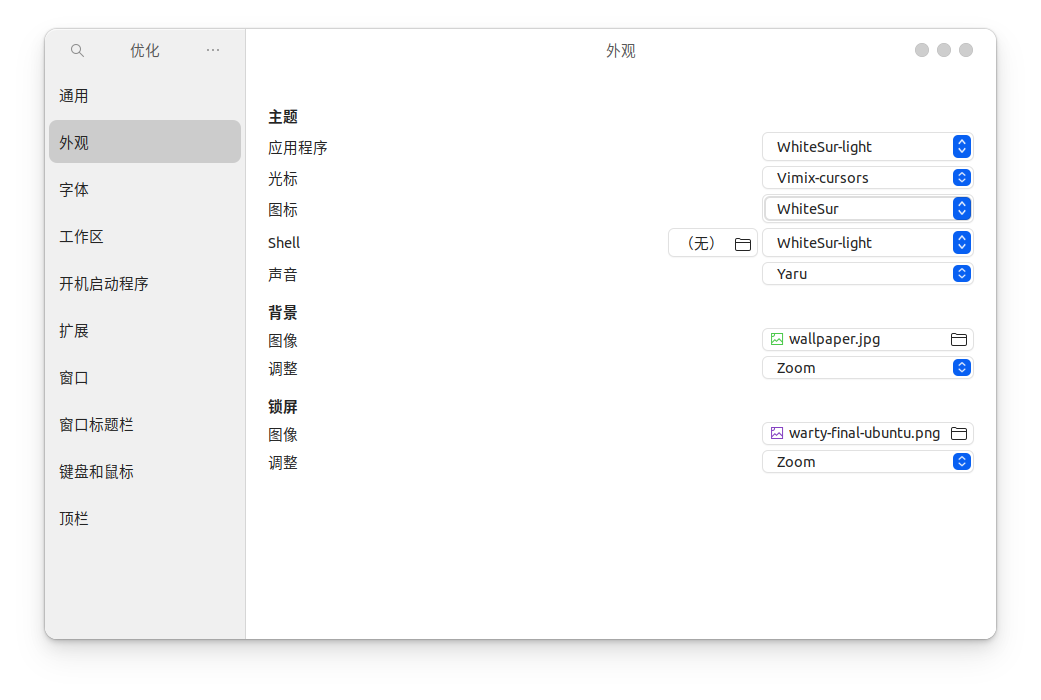 优化
外观
通用
外观
字体
工作区
开机启动程序
扩展
窗口
窗口标题栏
键盘和鼠标
顶栏
主题
应用程序 WhiteSur-light
光标 Vimix-cursors
图标 WhiteSur
Shell （无） WhiteSur-light
声音 Yaru
背景
图像 wallpaper.jpg
调整 Zoom
锁屏
图像 warty-final-ubuntu.png
调整 Zoom